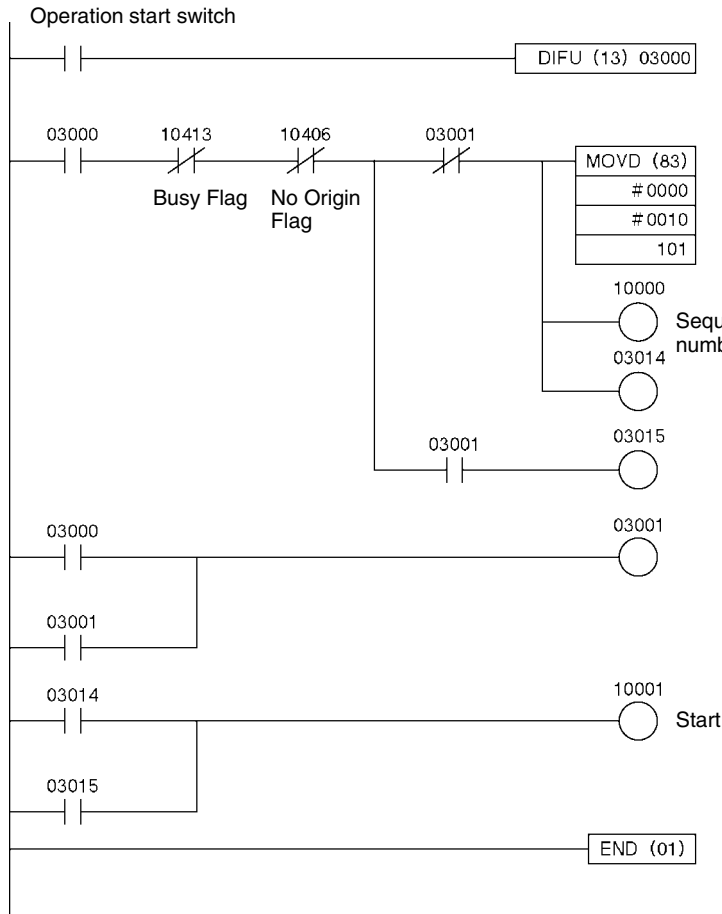 Operation start switch
DIFU (13) 03000
03000 10413 10406 03001
MOVD (83)
Busy Flag No Origin Flag
#0000
#0010
101
10000
03014
03001 03015
03000 03001
03001
03014 10001
Start
03015
END (01)